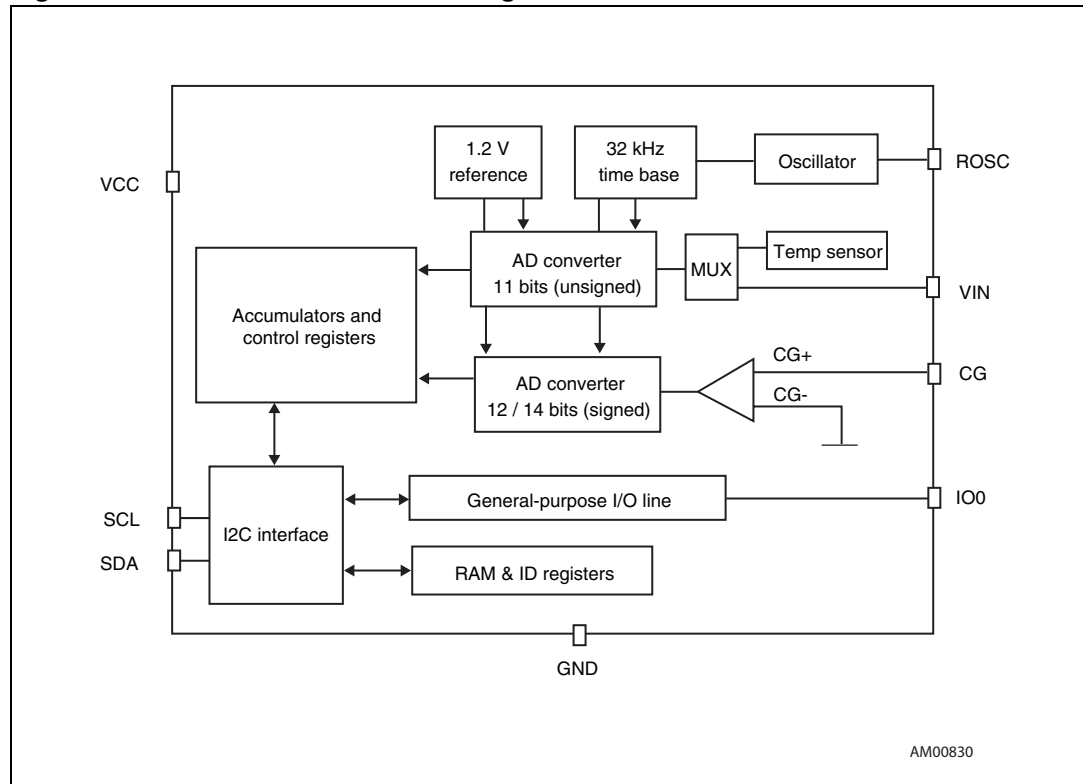 1.2 V
reference
32 kHz
time base
Oscillator
ROSC
VCC
AD converter
11 bits (unsigned)
MUX
Temp sensor
VIN
Accumulators and
control registers
AD converter
12 / 14 bits (signed)
CG+
CG-
CG
I2C interface
General-purpose I/O line
IO0
SCL
SDA
RAM & ID registers
GND
AM00830